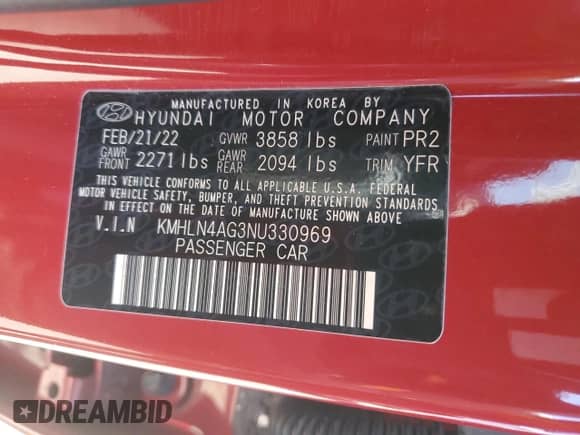 MANUFACTURED IN KOREA BY
HYUNDAI MOTOR COMPANY
FEB/21/22 GVWR 3858 lbs PAINT PR2
GAWR FRONT 2271 lbs GAWR REAR 2094 lbs TRIM YFR
THIS VEHICLE CONFORMS TO ALL APPLICABLE U.S.A. FEDERAL
MOTOR VEHICLE SAFETY, BUMPER, AND THEFT PREVENTION STANDARDS
IN EFFECT ON THE DATE OF MANUFACTURE SHOWN ABOVE
V.I.N KMHLN4AG3NU330969
PASSENGER CAR
DREAMBID